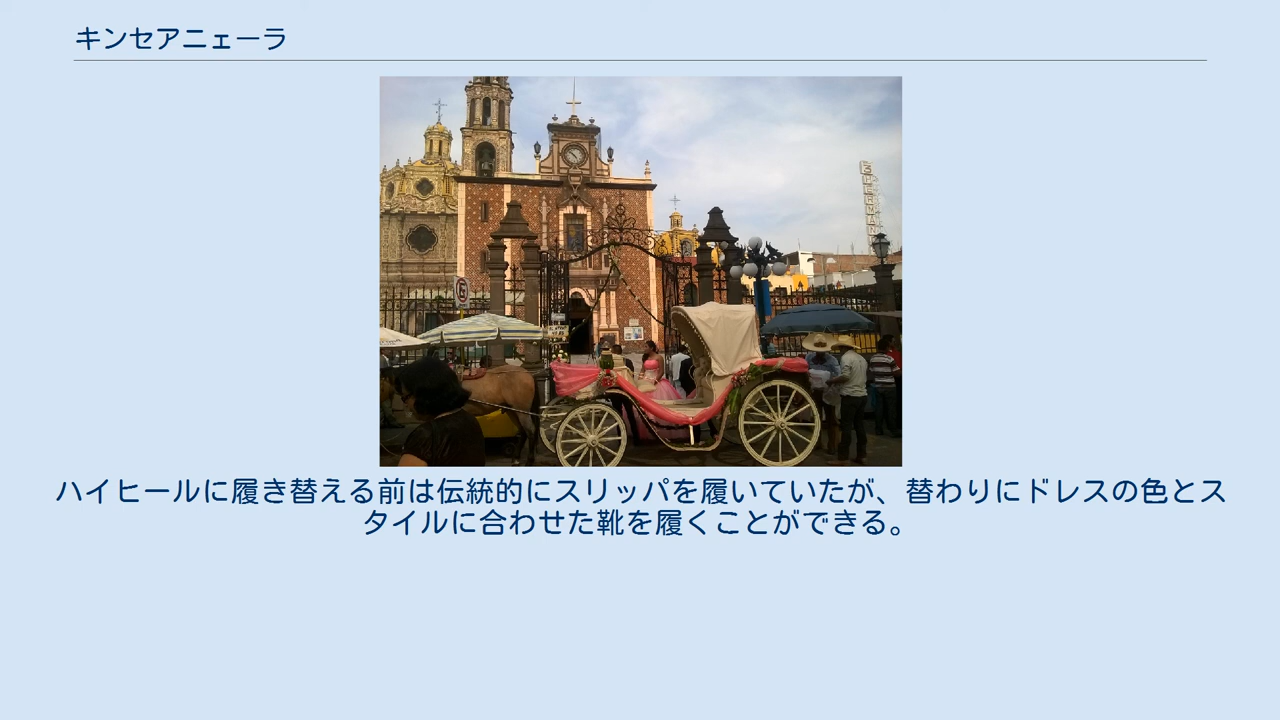 キンセアニェーラ
ハイヒールに履き替える前は伝統的にスリッパを履いていたが、替わりにドレスの色とス
タイルに合わせた靴を履くことができる。